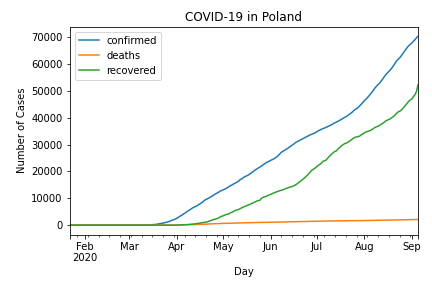 COVID-19 in Poland
confirmed
deaths
recovered
Number of Cases
70000
60000
50000
40000
30000
20000
10000
0
Feb Mar Apr May Jun Jul Aug Sep
2020
Day